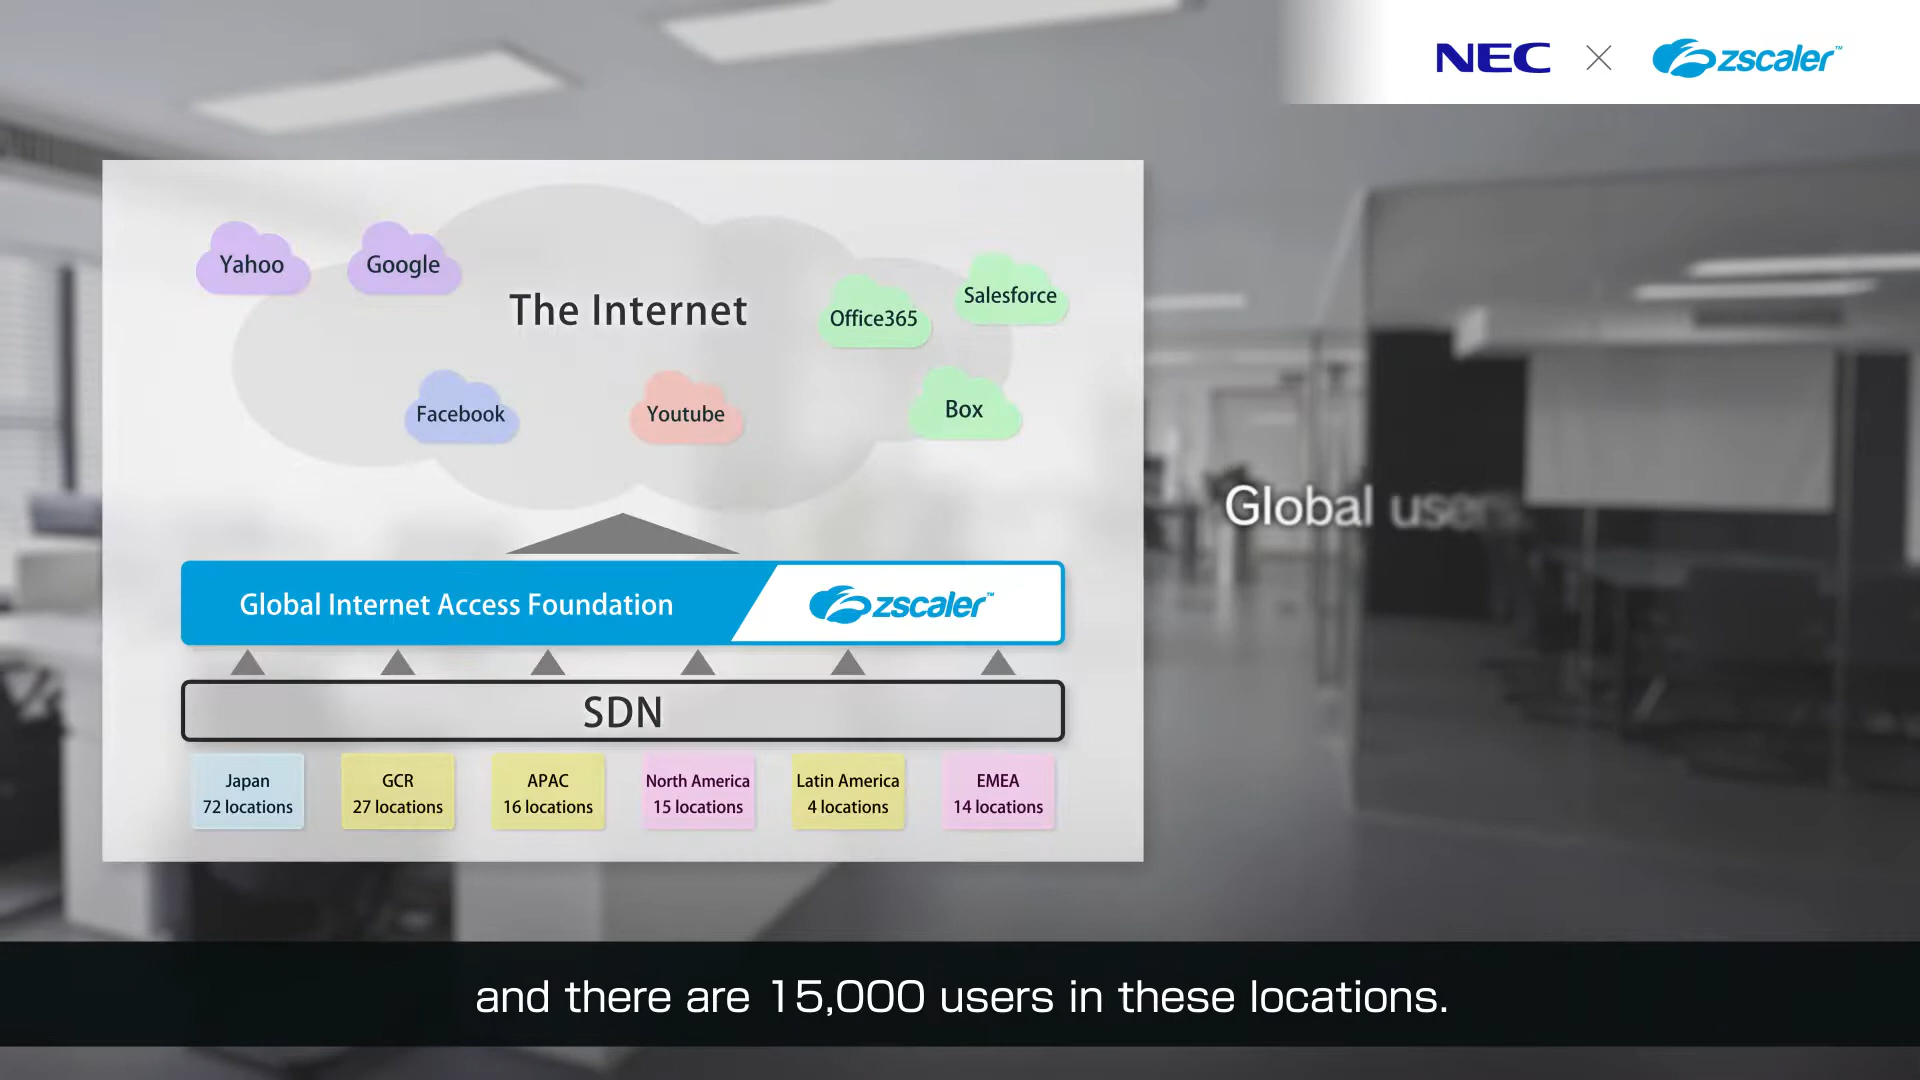 NEC × zscaler™
Yahoo
Google
The Internet
Office365
Salesforce
Facebook
Youtube
Box
Global users
Global Internet Access Foundation
zscaler™
SDN
Japan
72 locations
GCR
27 locations
APAC
16 locations
North America
15 locations
Latin America
4 locations
EMEA
14 locations
and there are 15,000 users in these locations.